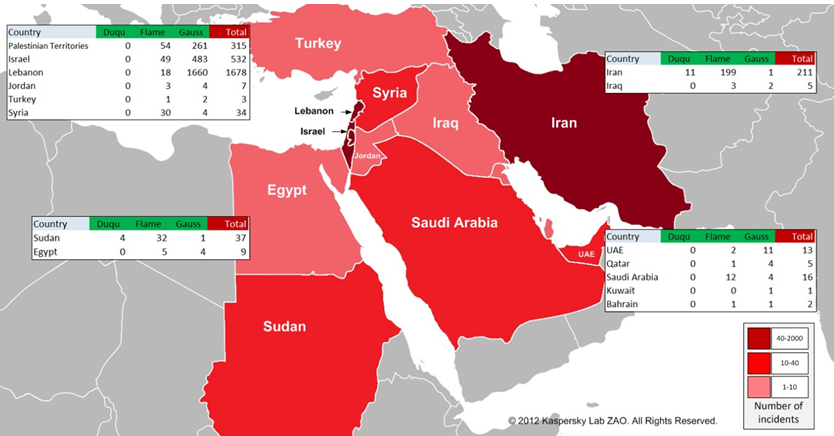 Country Duqu Flame Gauss Total
Palestinian Territories 0 54 261 315
Israel 0 49 483 532
Lebanon 0 18 1660 1678
Jordan 0 3 4 7
Turkey 0 1 2 3
Syria 0 30 4 34
Country Duqu Flame Gauss Total
Iran 11 199 1 211
Iraq 0 3 2 5
Turkey
Syria
Lebanon
Israel
Iraq
Iran
Jordan
Egypt
Saudi Arabia
UAE
Country Duqu Flame Gauss Total
Sudan 4 32 1 37
Egypt 0 5 4 9
Country Duqu Flame Gauss Total
UAE 0 2 11 13
Qatar 0 1 4 5
Saudi Arabia 0 12 4 16
Kuwait 0 0 1 1
Bahrain 0 1 1 2
Sudan
40-2000
10-40
1-10
Number of
incidents
© 2012 Kaspersky Lab ZAO. All Rights Reserved.